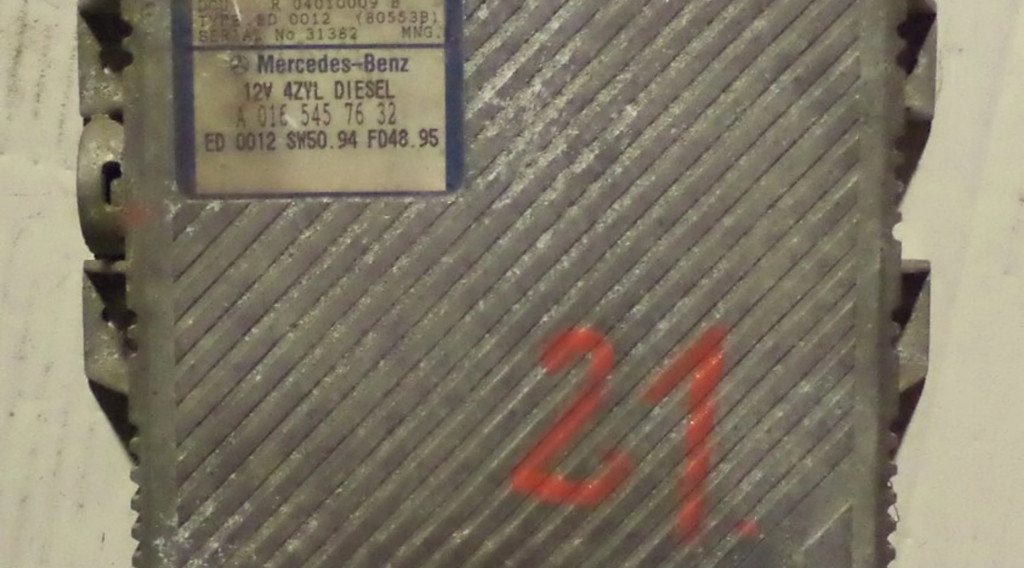 R 04010009 B
TYPE ED 0012 (80553B)
SERIAL No 31362 MNG.
Mercedes-Benz
12V 4ZYL DIESEL
A 016 545 76 32
ED 0012 SW50.94 FD48.95
21.